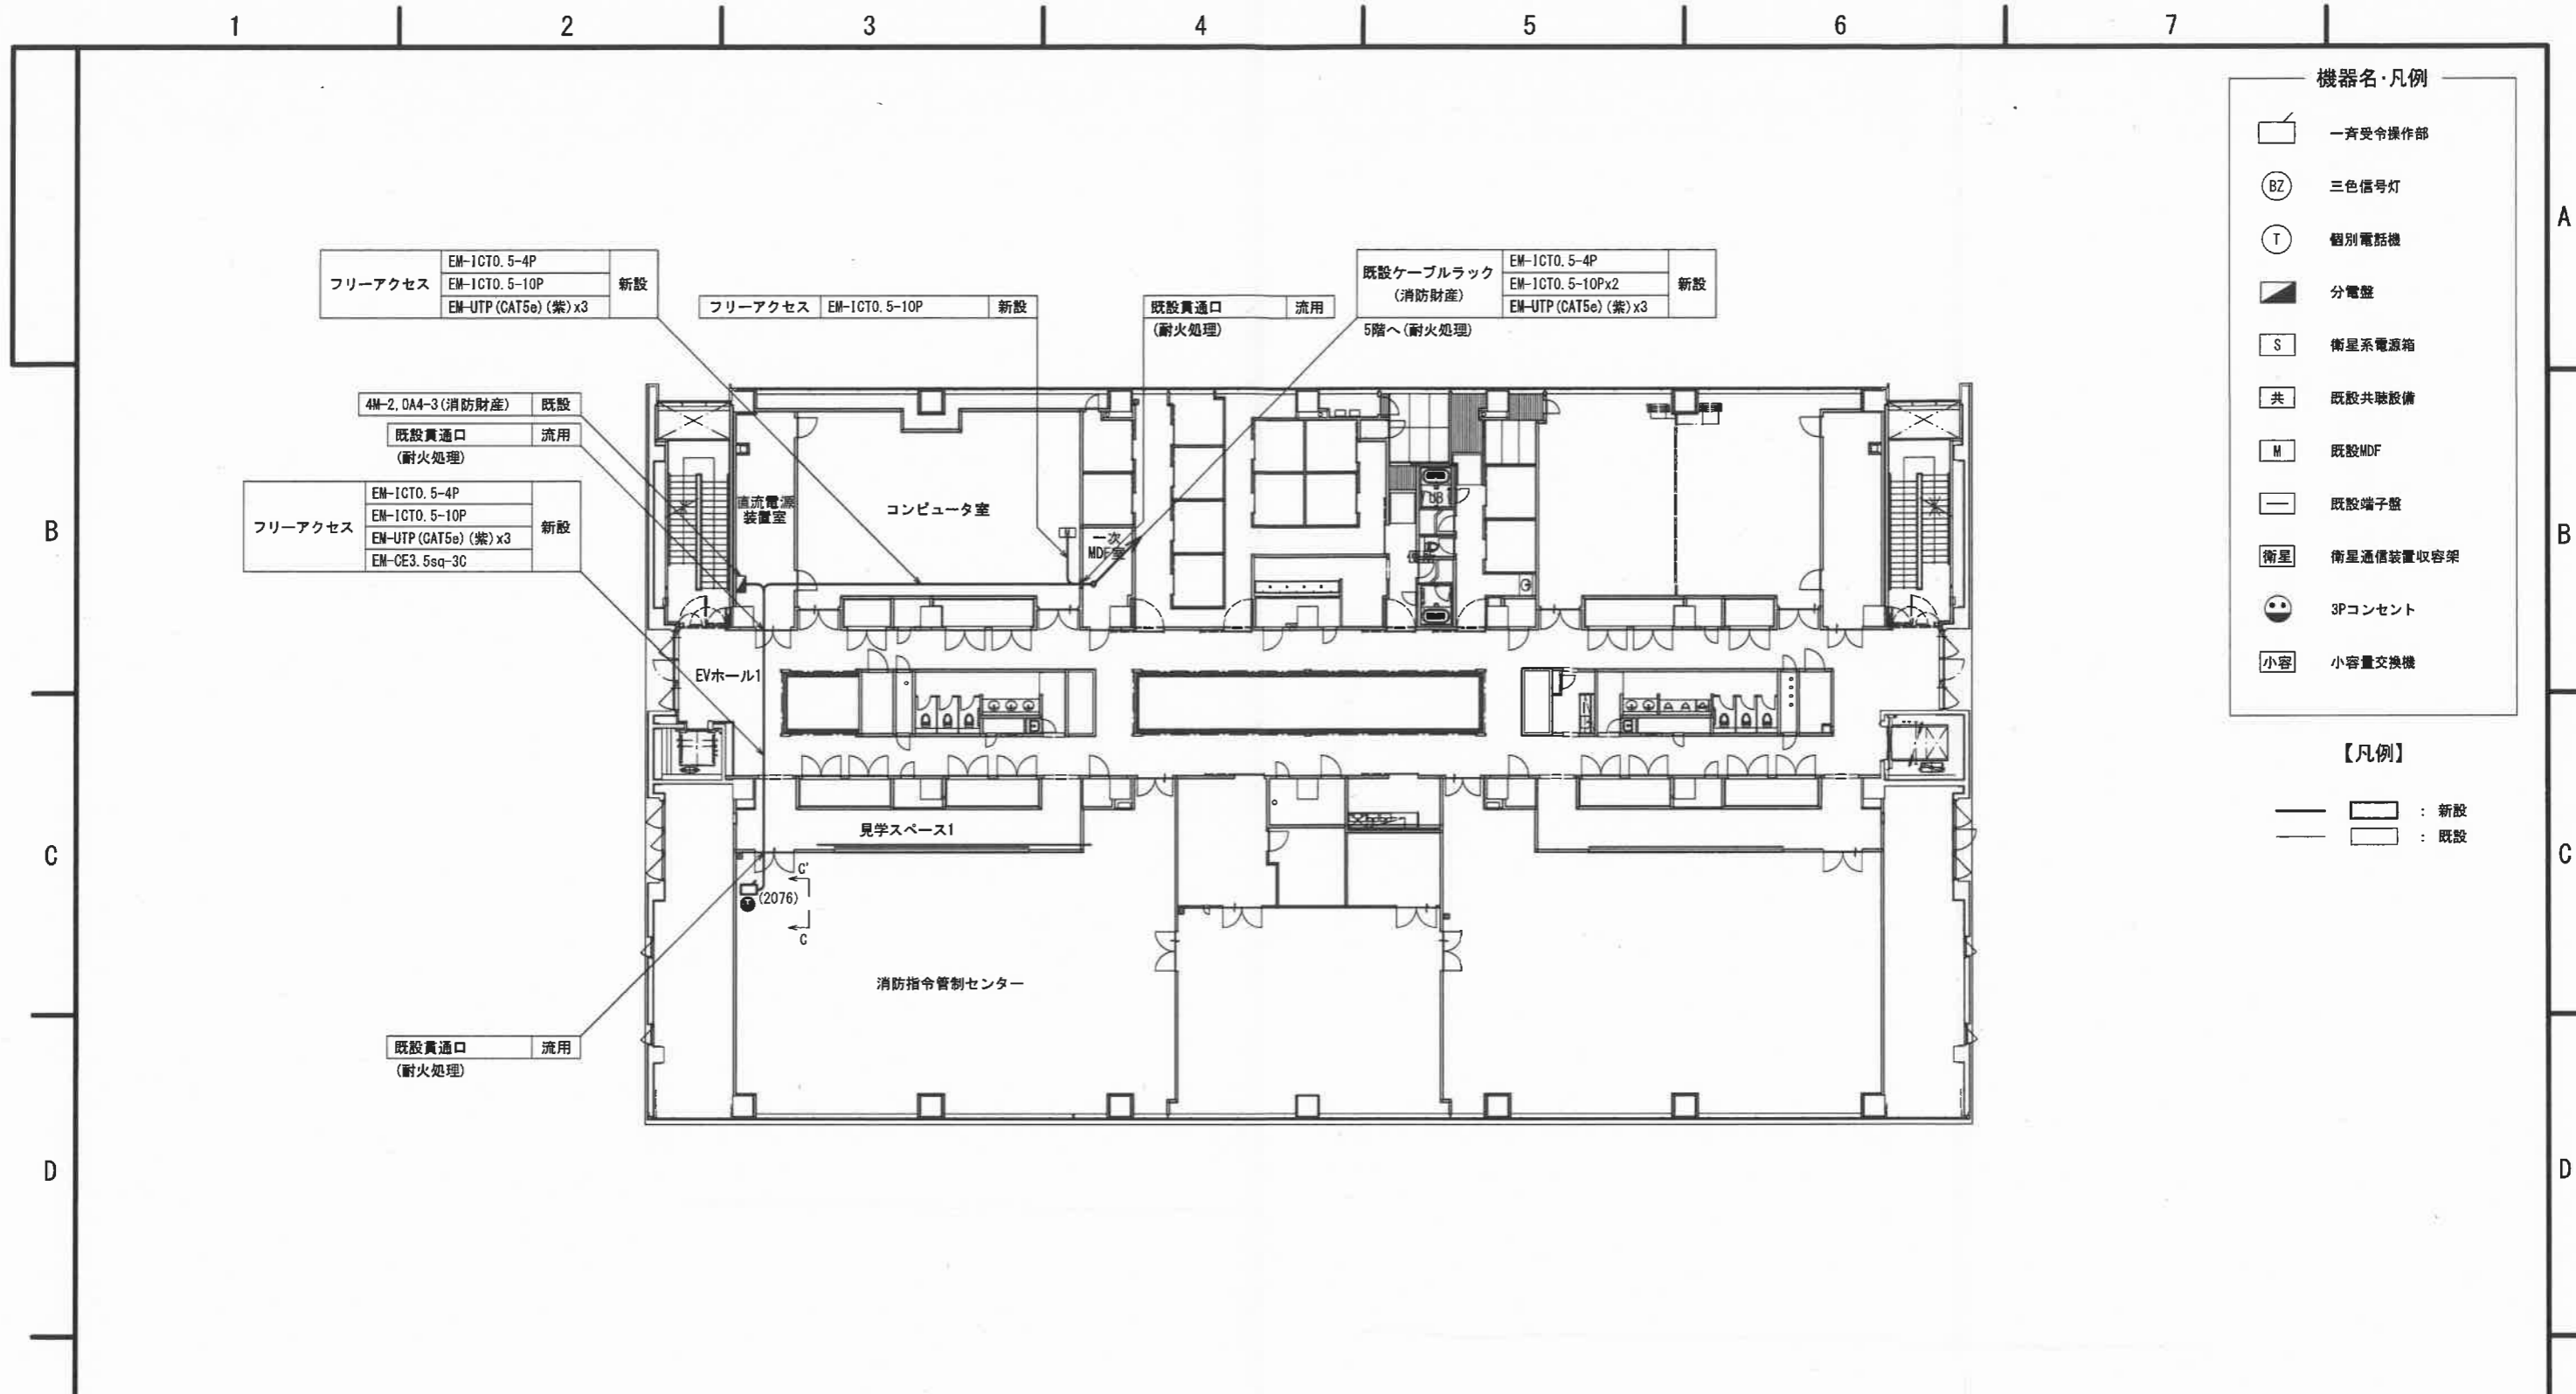 1 2 3 4 5 6 7
機器名・凡例
一斉受令操作部
BZ 三色信号灯
T 個別電話機
分電盤
S 衛星系電源箱
共 既設共聴設備
M 既設MDF
既設端子盤
衛星 衛星通信装置収容架
3Pコンセント
小容 小容量交換機
【凡例】
: 新設
: 既設
A
A
B
B
C
C
D
D
フリーアクセス
EM-ICT0.5-4P
EM-ICT0.5-10P
EM-UTP(CAT5e)(紫)x3
新設
フリーアクセス EM-ICT0.5-10P 新設
既設貫通口 流用
(耐火処理)
既設ケーブルラック
(消防財産)
EM-ICT0.5-4P
EM-ICT0.5-10Px2
EM-UTP(CAT5e)(紫)x3
新設
5階へ(耐火処理)
4M-2,OA4-3(消防財産) 既設
既設貫通口 流用
(耐火処理)
フリーアクセス
EM-ICT0.5-4P
EM-ICT0.5-10P
EM-UTP(CAT5e)(紫)x3
EM-CE3.5sq-3C
新設
直流電源
装置室
コンピュータ室
一次
MDF室
UB
EVホール1
見学スペース1
C'
(2076)
C
消防指令管制センター
既設貫通口 流用
(耐火処理)